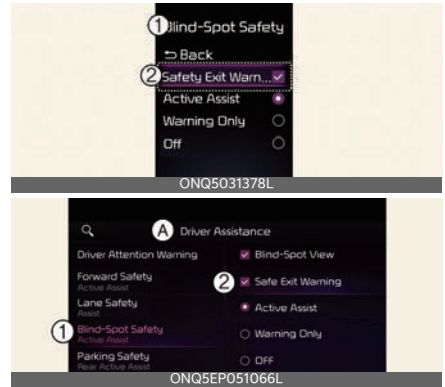 ① Blind-Spot Safety
Back
② Safety Exit Warn...
Active Assist
Warning Only
Off
ONQ5031378L
A Driver Assistance
Driver Attention Warning
Blind-Spot View
Forward Safety
Active Assist
② Safe Exit Warning
Lane Safety
Assist
Active Assist
① Blind-Spot Safety
Active Assist
Warning Only
Parking Safety
Rear Active Assist
OFF
ONQ5EP051066L